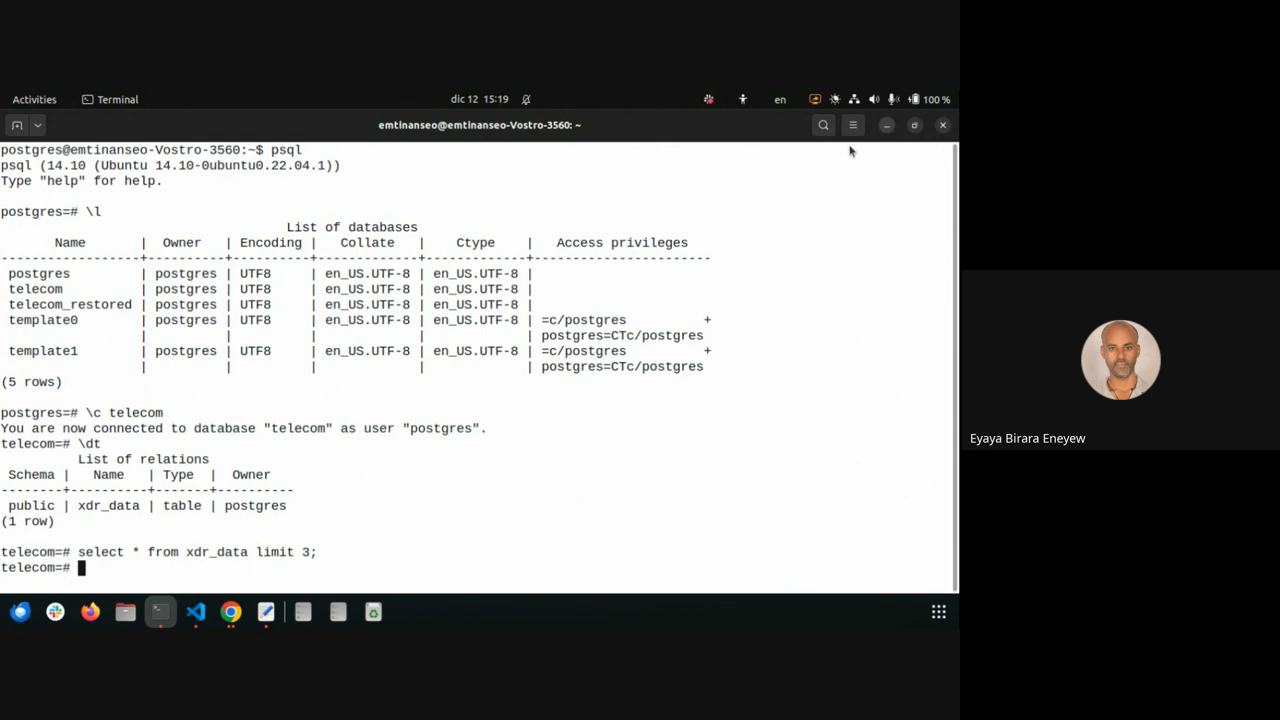 Activities Terminal dic 12 15:19 en 100 %
emtinanseo@emtinanseo-Vostro-3560: ~
postgres@emtinanseo-Vostro-3560:~$ psql
psql (14.10 (Ubuntu 14.10-0ubuntu0.22.04.1))
Type "help" for help.
postgres=# \l
List of databases
Name | Owner | Encoding | Collate | Ctype | Access privileges
-----------------+----------+----------+-------------+-------------+-----------------------
postgres | postgres | UTF8 | en_US.UTF-8 | en_US.UTF-8 |
telecom | postgres | UTF8 | en_US.UTF-8 | en_US.UTF-8 |
telecom_restored | postgres | UTF8 | en_US.UTF-8 | en_US.UTF-8 |
template0 | postgres | UTF8 | en_US.UTF-8 | en_US.UTF-8 | =c/postgres +
| | | | | postgres=CTc/postgres
template1 | postgres | UTF8 | en_US.UTF-8 | en_US.UTF-8 | =c/postgres +
| | | | | postgres=CTc/postgres
(5 rows)
postgres=# \c telecom
You are now connected to database "telecom" as user "postgres".
telecom=# \dt
List of relations
Schema | Name | Type | Owner
--------+----------+-------+----------
public | xdr_data | table | postgres
(1 row)
telecom=# select * from xdr_data limit 3;
telecom=#
Eyaya Birara Eneyew